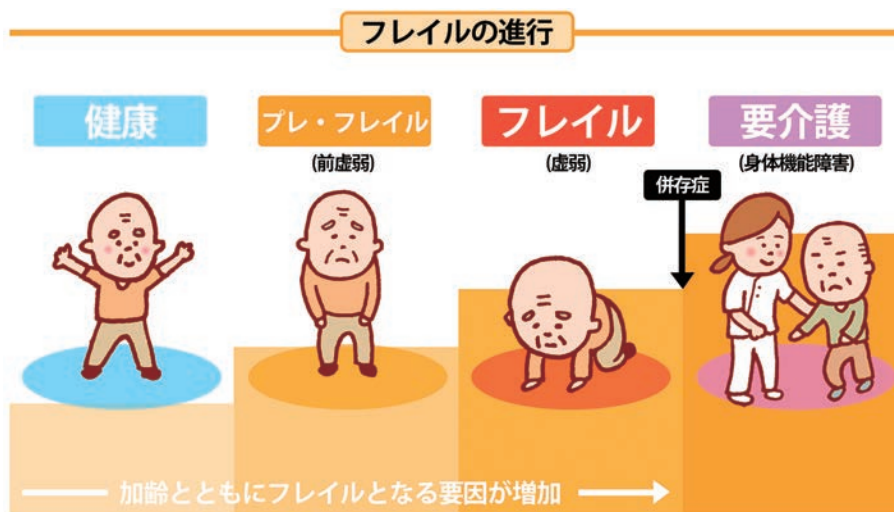 フレイルの進行
健康
プレ・フレイル
(前虚弱)
フレイル
(虚弱)
併存症
要介護
(身体機能障害)
加齢とともにフレイルとなる要因が増加